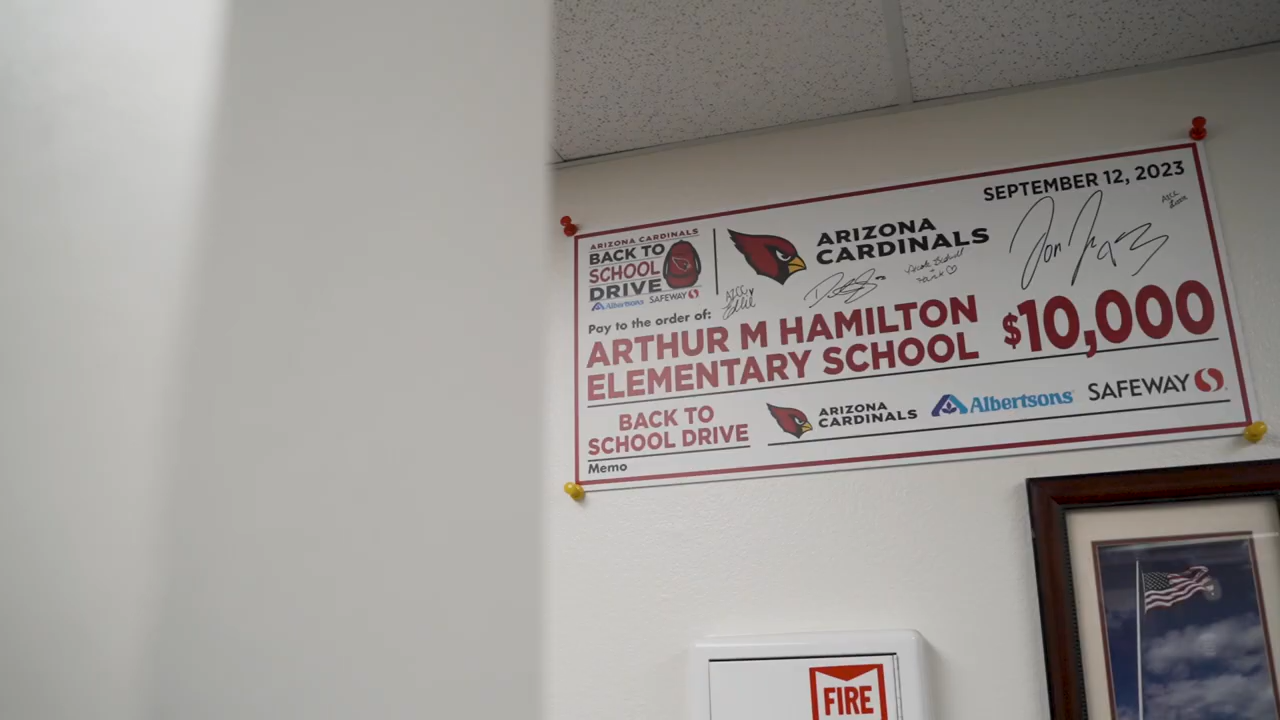 SEPTEMBER 12, 2023
ARIZONA CARDINALS
BACK TO
SCHOOL
DRIVE
Albertsons SAFEWAY
ARIZONA
CARDINALS
Pay to the order of:
ARTHUR M HAMILTON
ELEMENTARY SCHOOL
$10,000
BACK TO
SCHOOL DRIVE
ARIZONA
CARDINALS
Albertsons
SAFEWAY
Memo
FIRE